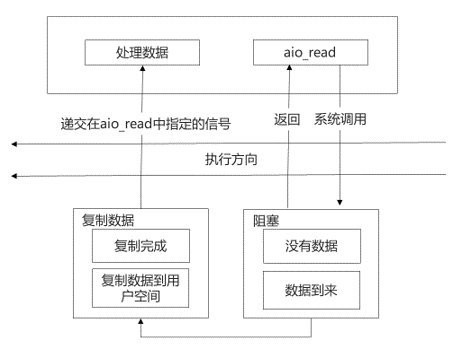 处理数据
aio_read
递交在aio_read中指定的信号
返回
系统调用
执行方向
复制数据
复制完成
复制数据到用
户空间
阻塞
没有数据
数据到来